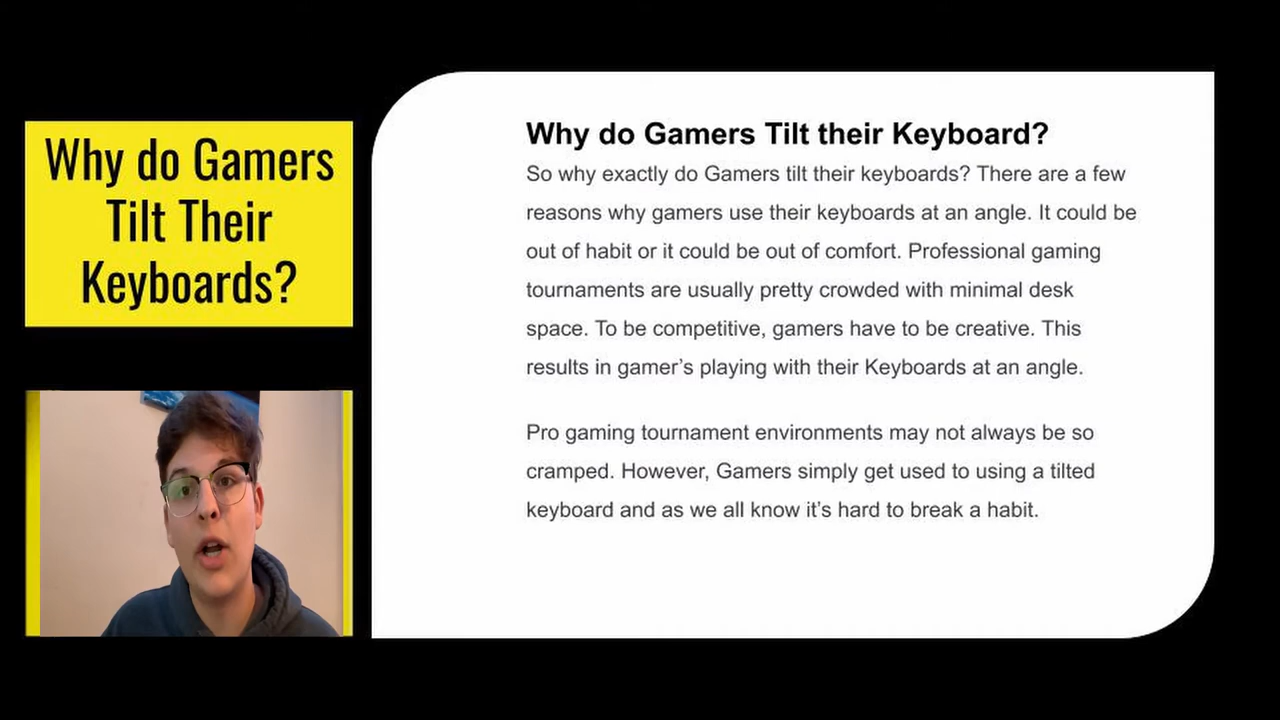 Why do Gamers
Tilt Their
Keyboards?
Why do Gamers Tilt their Keyboard?
So why exactly do Gamers tilt their keyboards? There are a few
reasons why gamers use their keyboards at an angle. It could be
out of habit or it could be out of comfort. Professional gaming
tournaments are usually pretty crowded with minimal desk
space. To be competitive, gamers have to be creative. This
results in gamer’s playing with their Keyboards at an angle.
Pro gaming tournament environments may not always be so
cramped. However, Gamers simply get used to using a tilted
keyboard and as we all know it’s hard to break a habit.